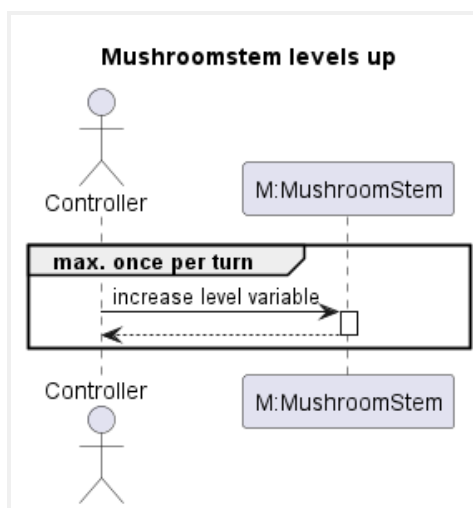 Mushroomstem levels up
Controller
M:MushroomStem
max. once per turn
increase level variable
Controller
M:MushroomStem